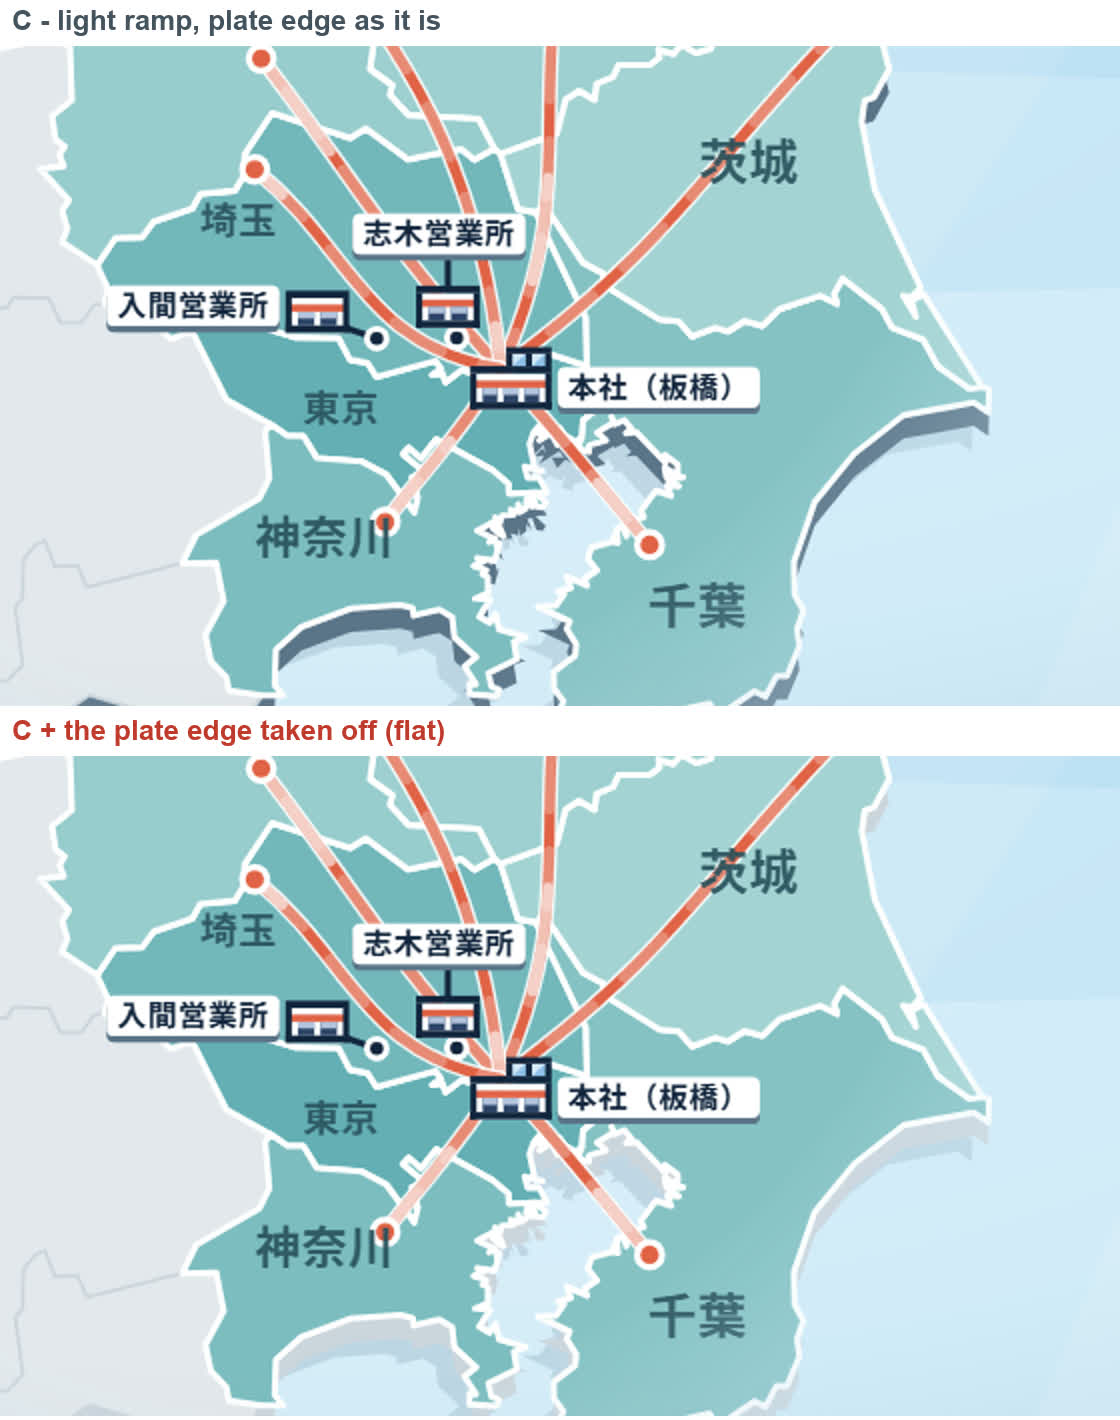 C - light ramp, plate edge as it is
茨城
埼玉
志木営業所
入間営業所
本社（板橋）
東京
神奈川
千葉
C + the plate edge taken off (flat)
茨城
埼玉
志木営業所
入間営業所
本社（板橋）
東京
神奈川
千葉